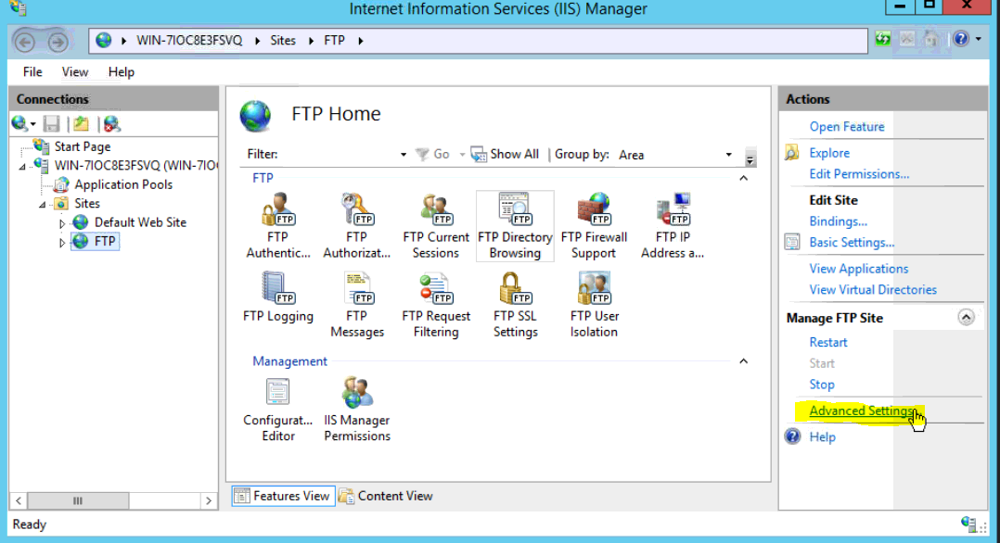 Internet Information Services (IIS) Manager
WIN-7IOC8E3FSVQ Sites FTP
File View Help
Connections
Start Page
WIN-7IOC8E3FSVQ (WIN-7IO
Application Pools
Sites
Default Web Site
FTP
FTP Home
Filter: Go Show All Group by: Area
FTP
FTP FTP FTP FTP FTP FTP
FTP Authentic...
FTP Authorizat...
FTP Current Sessions
FTP Directory Browsing
FTP Firewall Support
FTP IP Address a...
FTP FTP FTP FTP FTP
FTP Logging
FTP Messages
FTP Request Filtering
FTP SSL Settings
FTP User Isolation
Management
Configurat... Editor
IIS Manager Permissions
Features View Content View
Actions
Open Feature
Explore
Edit Permissions...
Edit Site
Bindings...
Basic Settings...
View Applications
View Virtual Directories
Manage FTP Site
Restart
Start
Stop
Advanced Settings
Help
Ready